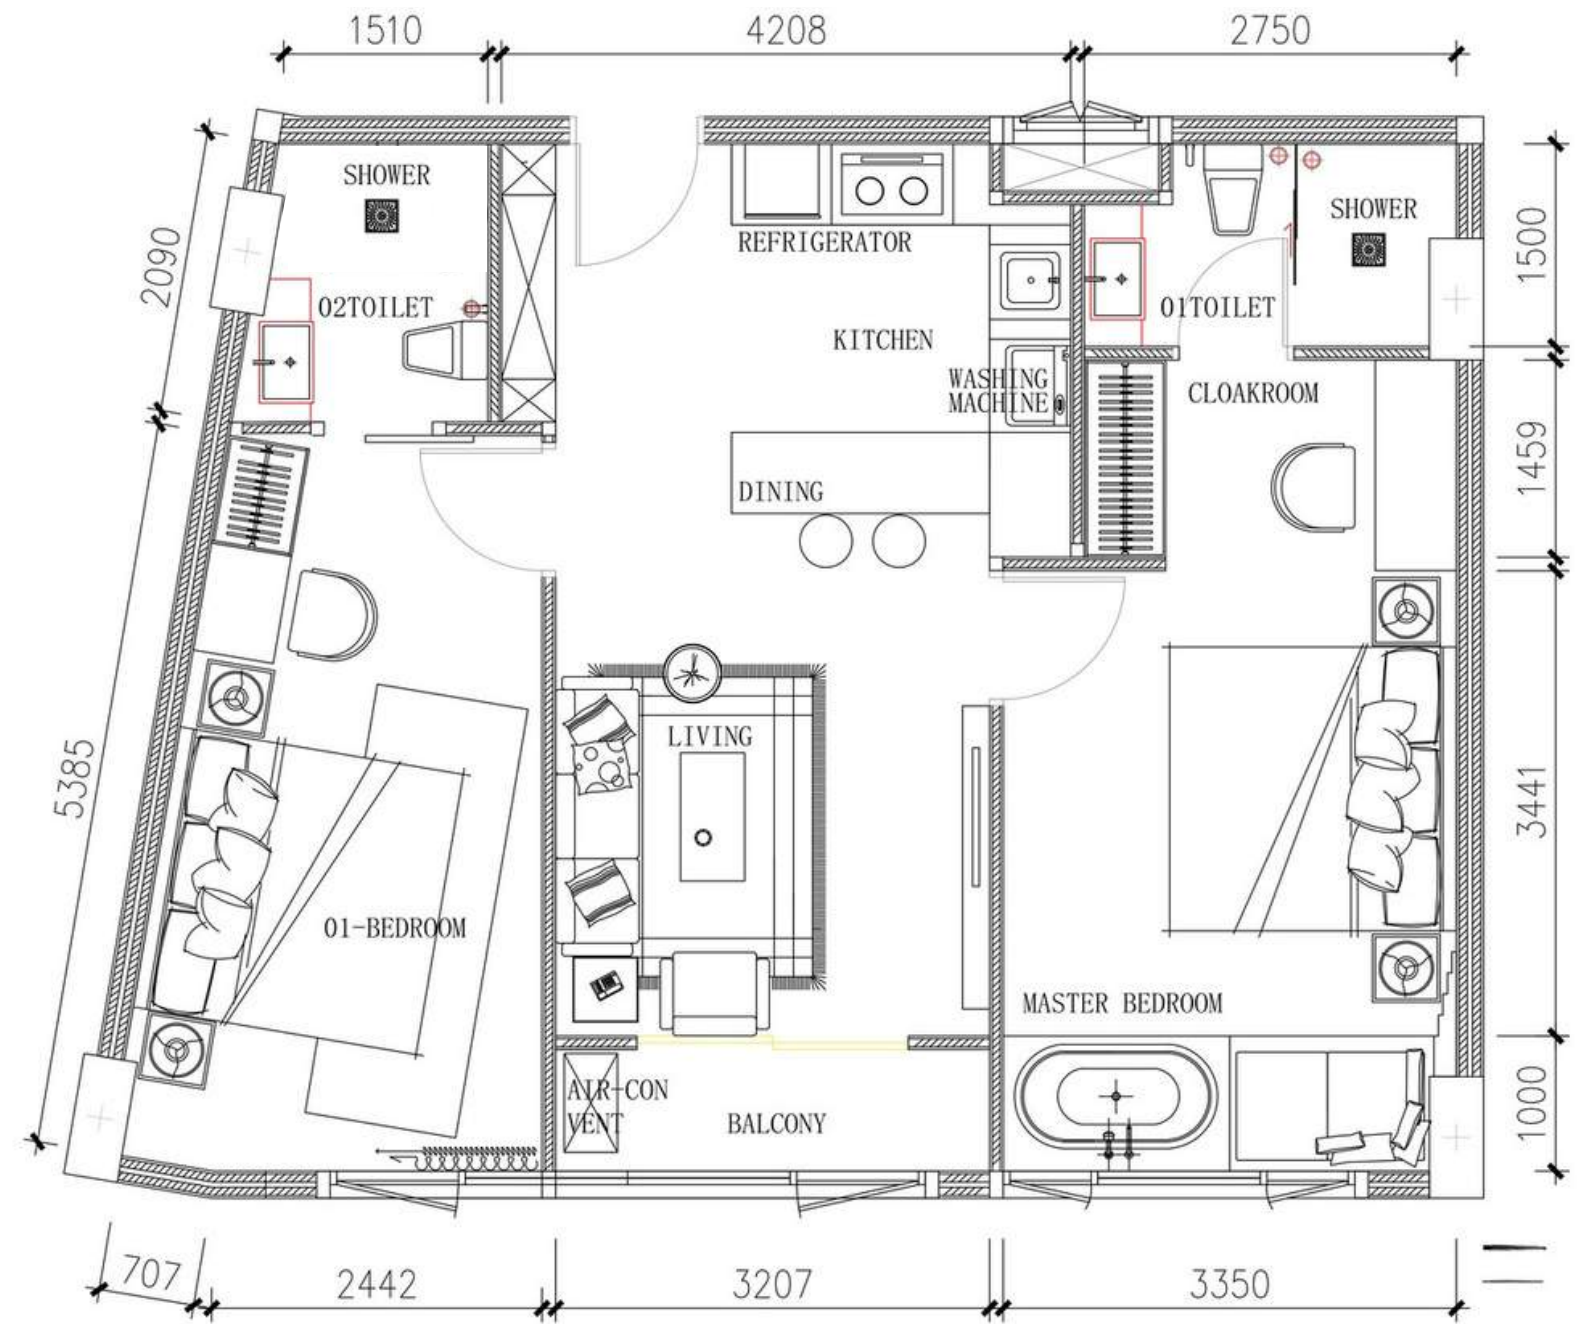 1510
4208
2750
SHOWER
2090
REFRIGERATOR
SHOWER
1500
02TOILET
01TOILET
KITCHEN
WASHING
MACHINE
CLOAKROOM
1459
DINING
LIVING
5385
3441
01-BEDROOM
MASTER BEDROOM
AIR-CON
VENT
BALCONY
1000
707
2442
3207
3350